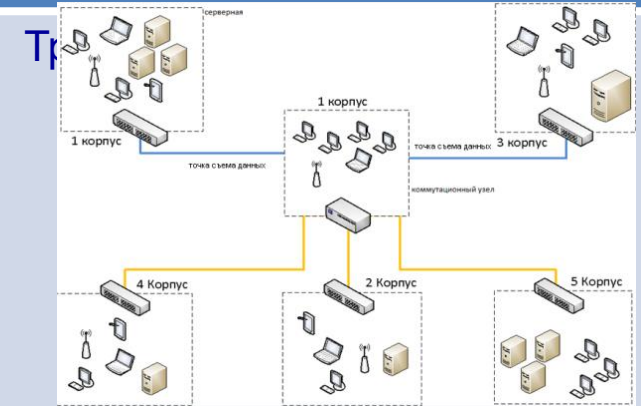 Тр
серверная
1 корпус
1 корпус
3 корпус
точка съема данных
точка съема данных
коммутационный узел
4 Корпус
2 Корпус
5 Корпус